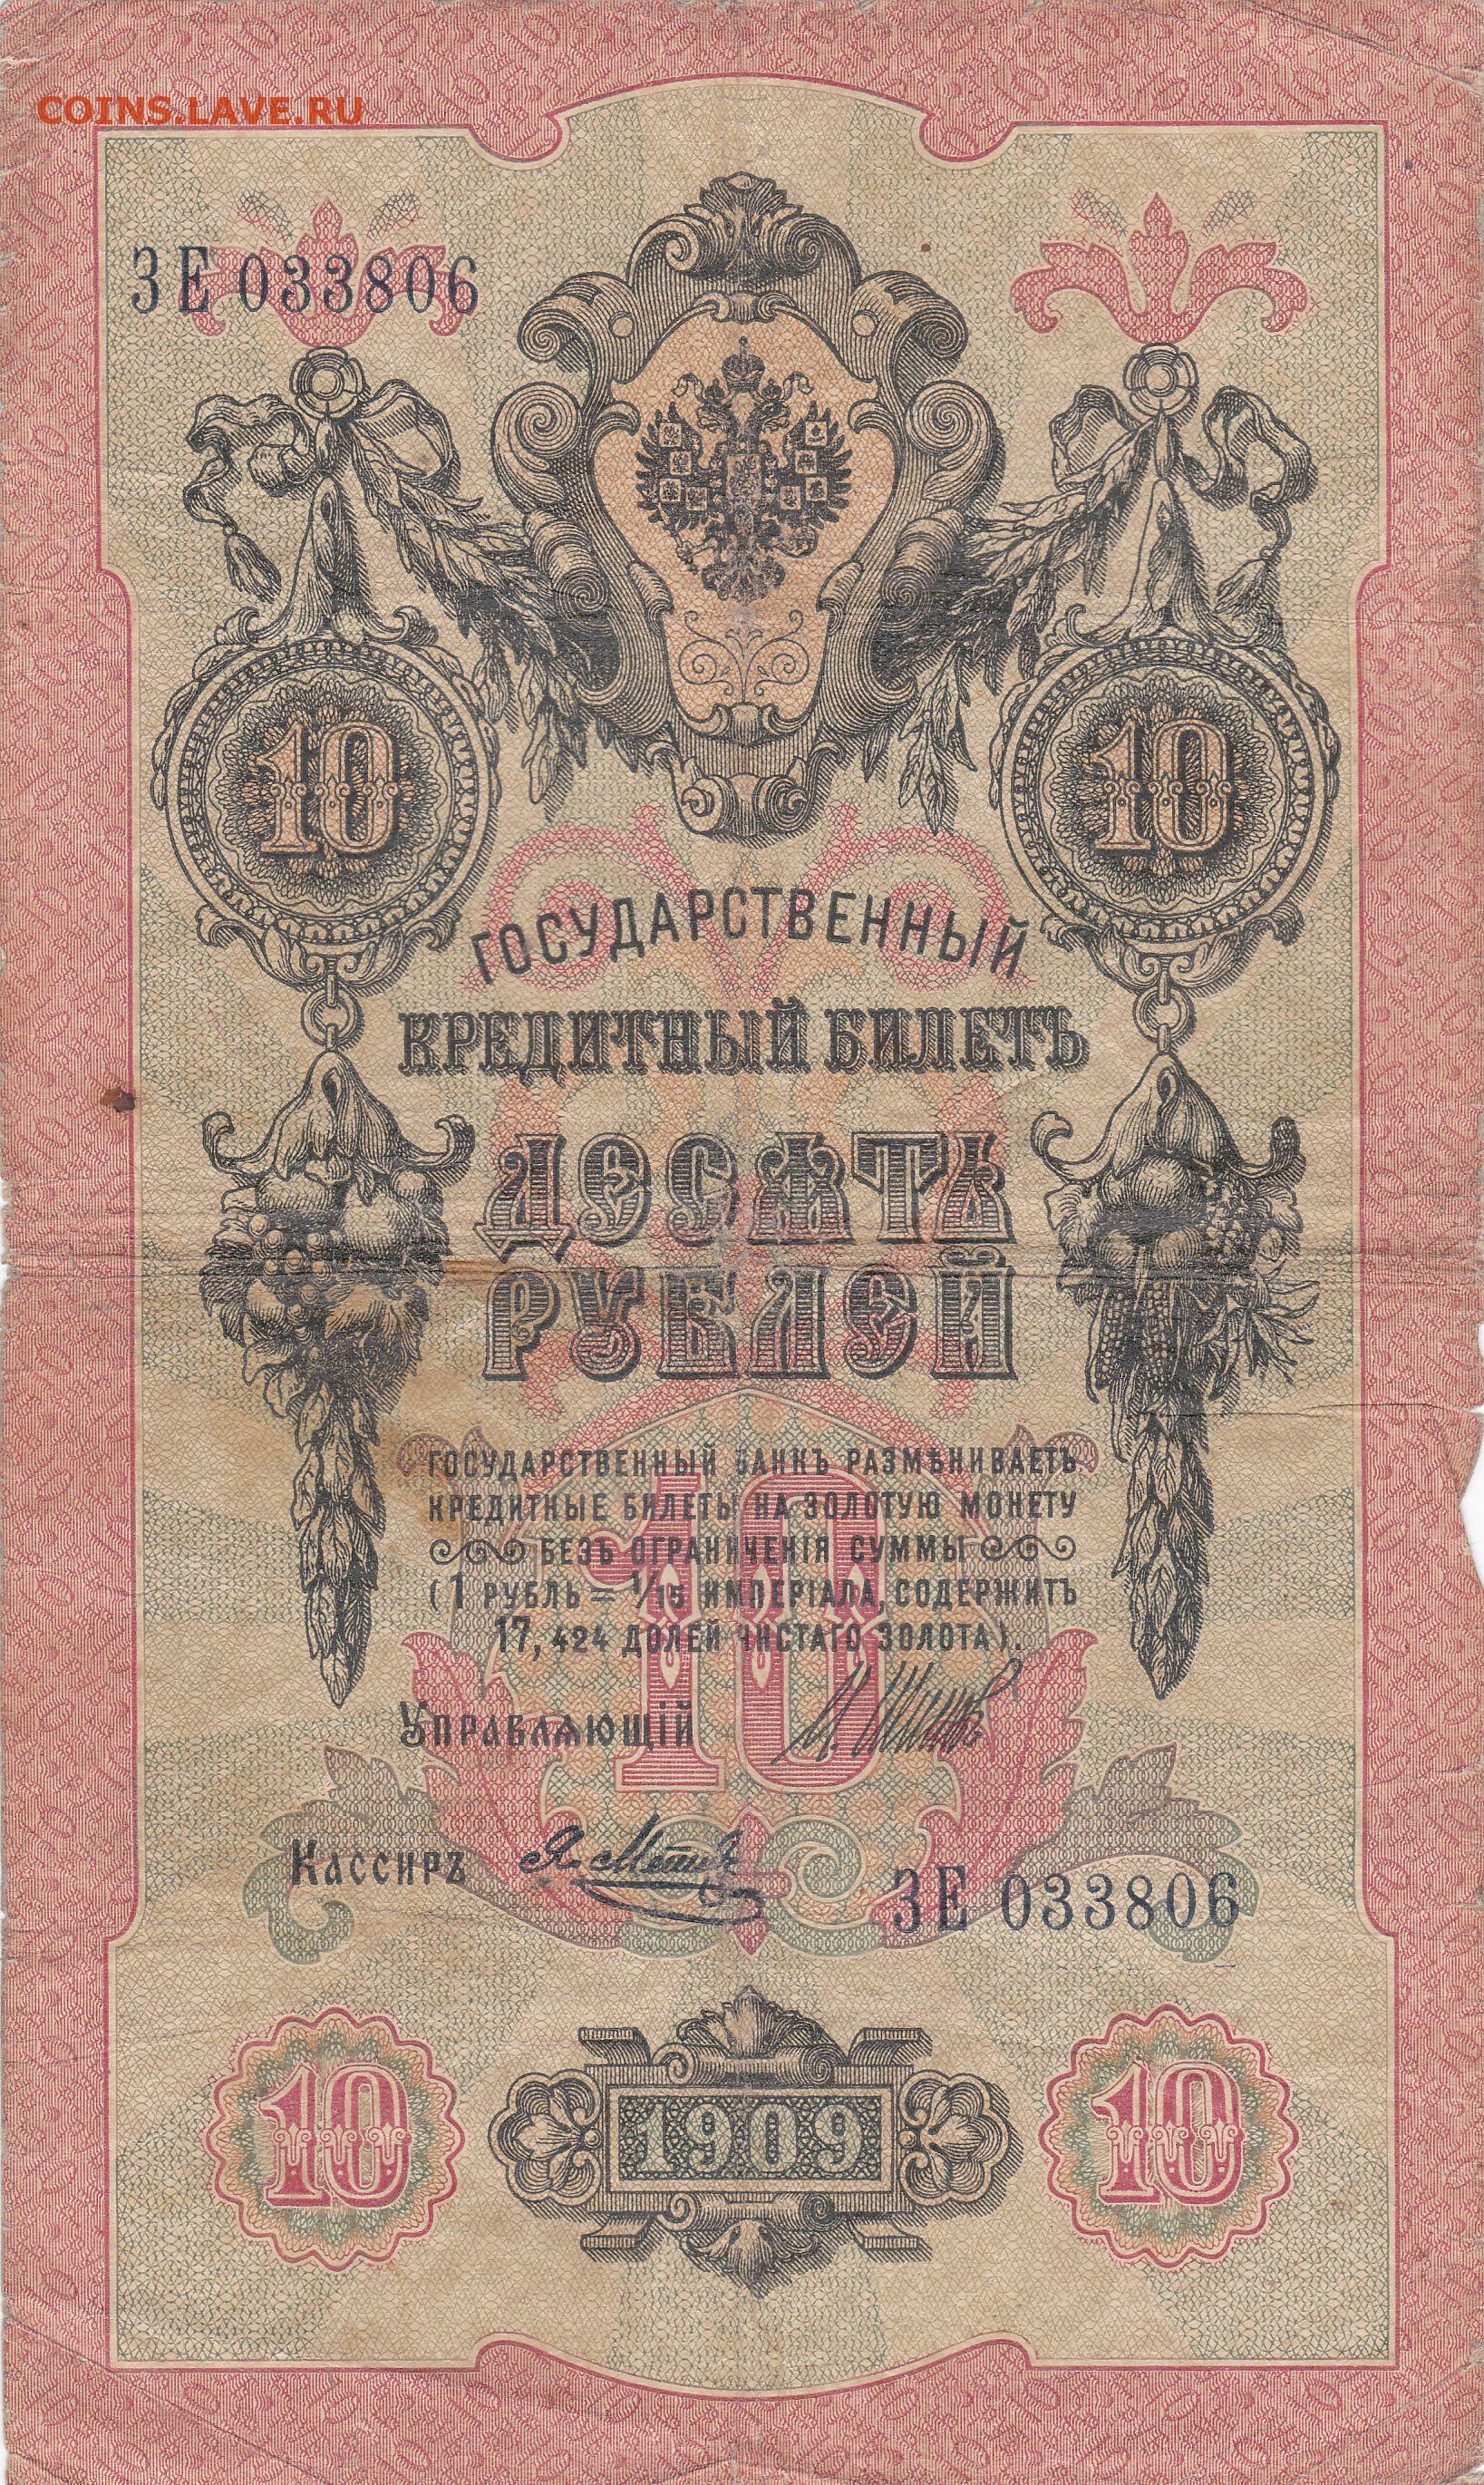 COINS.LAVE.RU
ЗЕ 033806
10 10
ГОСУДАРСТВЕННЫЙ
КРЕДИТНЫЙ БИЛЕТЪ
ДЕСЯТЬ
РУБЛЕЙ
ГОСУДАРСТВЕННЫЙ БАНКЪ РАЗМѢНИВАЕТЪ
КРЕДИТНЫЕ БИЛЕТЫ НА ЗОЛОТУЮ МОНЕТУ
БЕЗЪ ОГРАНИЧЕНІЯ СУММЫ
(1 РУБЛЬ = 1/15 ИМПЕРІАЛА, СОДЕРЖИТЪ
17,424 ДОЛЕЙ ЧИСТАГО ЗОЛОТА).
10
УПРАВЛЯЮЩІЙ
КАССИРЪ
ЗЕ 033806
10 1909 10